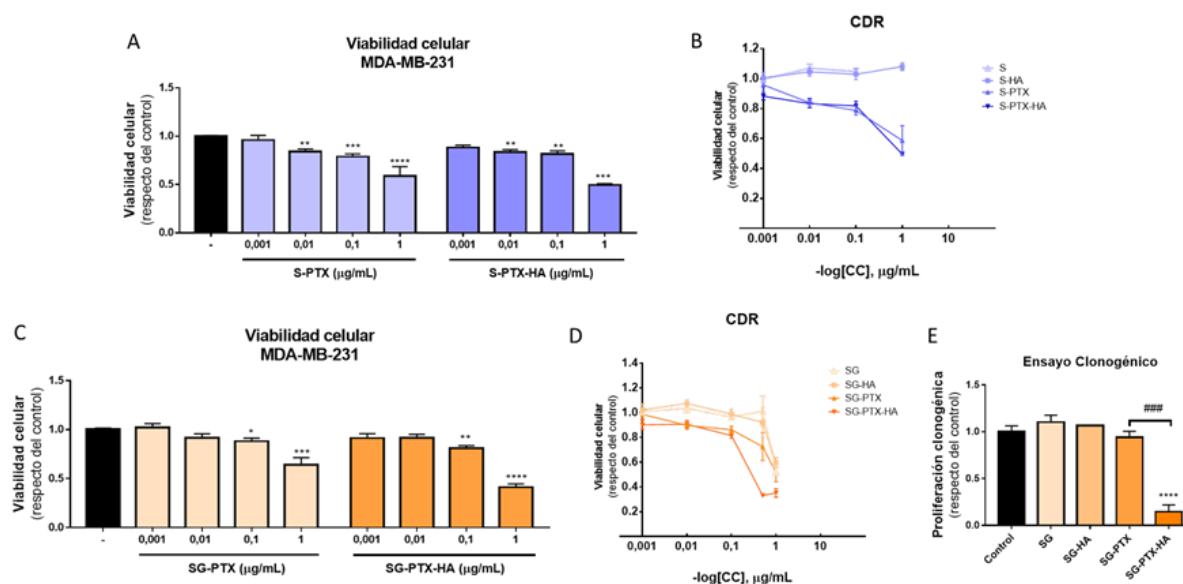 A
Viabilidad celular
MDA-MB-231
Viabilidad celular
(respecto del control)
1.5
1.0
0.5
0.0
** *** **** ** ** ***
- 0,001 0,01 0,1 1 0,001 0,01 0,1 1
S-PTX (μg/mL) S-PTX-HA (μg/mL)
B
CDR
Viabilidad celular
(respecto del control)
1.4
1.2
1.0
0.8
0.6
0.4
0.2
0.001 0.01 0.1 1 10
-log[CC], μg/mL
S
S-HA
S-PTX
S-PTX-HA
C
Viabilidad celular
MDA-MB-231
Viabilidad celular
(respecto del control)
1.5
1.0
0.5
0.0
* *** ** ****
- 0,001 0,01 0,1 1 0,001 0,01 0,1 1
SG-PTX (μg/mL) SG-PTX-HA (μg/mL)
D
CDR
Viabilidad celular
(respecto del control)
1.4
1.2
1.0
0.8
0.6
0.4
0.2
0,001 0,01 0,1 1 10
-log[CC], μg/mL
SG
SG-HA
SG-PTX
SG-PTX-HA
E
Ensayo Clonogénico
Proliferación clonogénica
(respecto del control)
1.5
1.0
0.5
0.0
###
****
Control SG SG-HA SG-PTX SG-PTX-HA